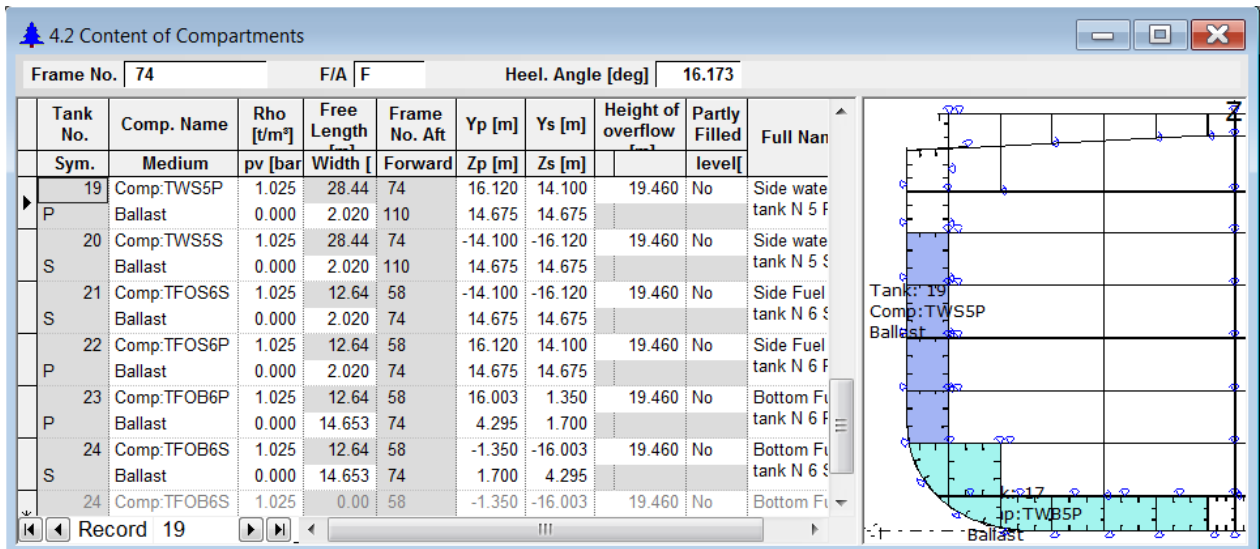 4.2 Content of Compartments
Frame No. 74 F/A F Heel. Angle [deg] 16.173
Tank No. Comp. Name Rho [t/m³] Free Length Frame No. Aft Yp [m] Ys [m] Height of overflow Partly Filled Full Nan
Sym. Medium pv [bar Width [ Forward Zp [m] Zs [m] level[
19 Comp:TWS5P 1.025 28.44 74 16.120 14.100 19.460 No Side wate
P Ballast 0.000 2.020 110 14.675 14.675 tank N 5 P
20 Comp:TWS5S 1.025 28.44 74 -14.100 -16.120 19.460 No Side wate
S Ballast 0.000 2.020 110 14.675 14.675 tank N 5 S
21 Comp:TFOS6S 1.025 12.64 58 -14.100 -16.120 19.460 No Side Fuel
S Ballast 0.000 2.020 74 14.675 14.675 tank N 6 S
22 Comp:TFOS6P 1.025 12.64 58 16.120 14.100 19.460 No Side Fuel
P Ballast 0.000 2.020 74 14.675 14.675 tank N 6 P
23 Comp:TFOB6P 1.025 12.64 58 16.003 1.350 19.460 No Bottom Fu
P Ballast 0.000 14.653 74 4.295 1.700 tank N 6 P
24 Comp:TFOB6S 1.025 12.64 58 -1.350 -16.003 19.460 No Bottom Fu
S Ballast 0.000 14.653 74 1.700 4.295 tank N 6 S
24 Comp:TFOB6S 1.025 0.00 58 -1.350 -16.003 19.460 No Bottom Fu
Record 19
Z
Tank: 19
Comp:TWS5P
Ballast
k: 17
p:TWB5P
Ballast
-1